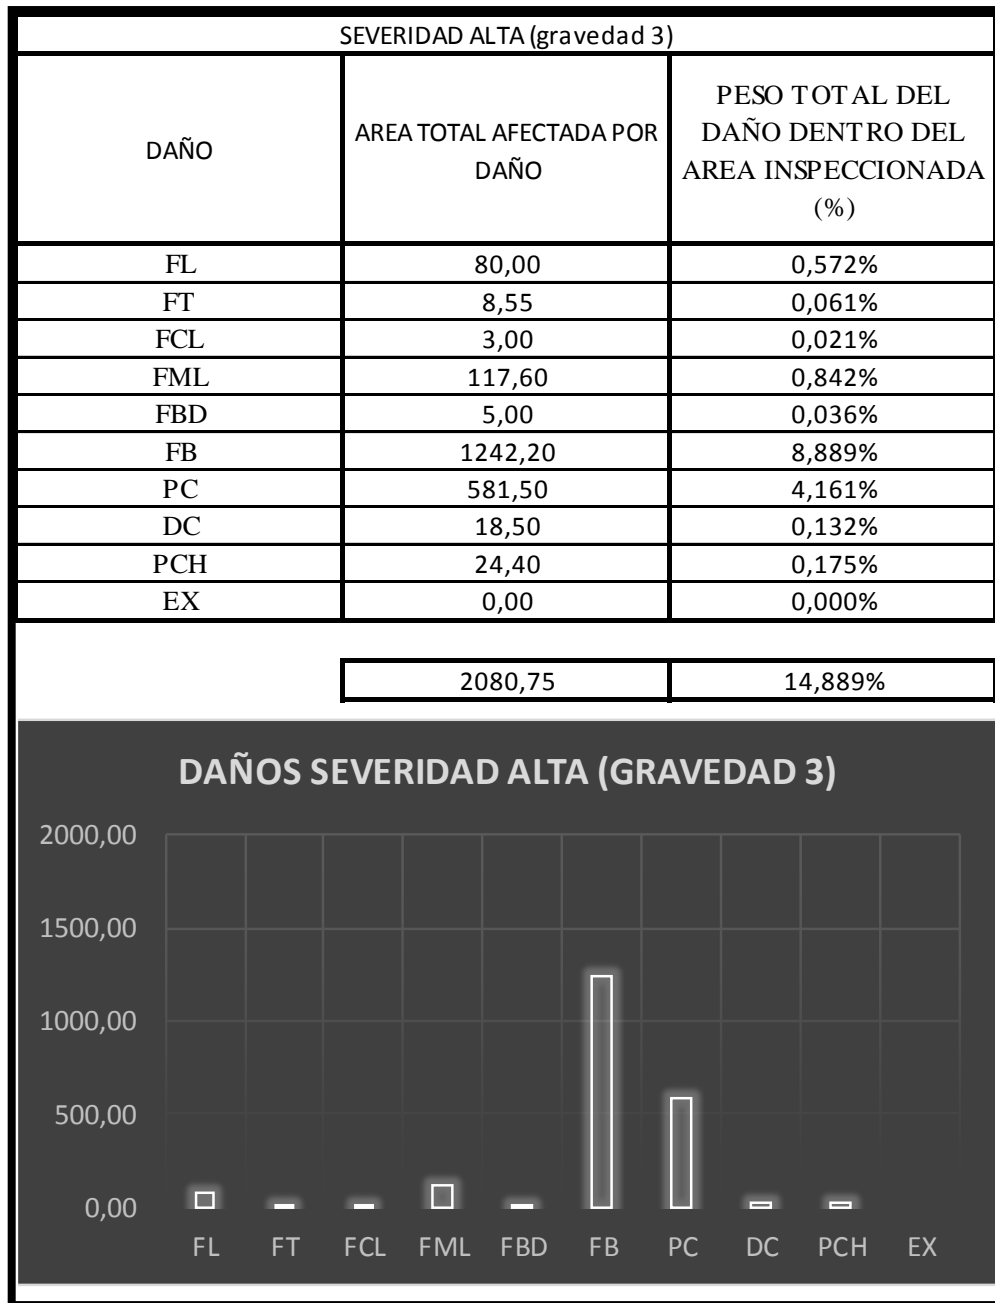 SEVERIDAD ALTA (gravedad 3)
DAÑO
AREA TOTAL AFECTADA POR
DAÑO
PESO TOTAL DEL
DAÑO DENTRO DEL
AREA INSPECCIONADA
(%)
FL 80,00 0,572%
FT 8,55 0,061%
FCL 3,00 0,021%
FML 117,60 0,842%
FBD 5,00 0,036%
FB 1242,20 8,889%
PC 581,50 4,161%
DC 18,50 0,132%
PCH 24,40 0,175%
EX 0,00 0,000%
2080,75 14,889%
DAÑOS SEVERIDAD ALTA (GRAVEDAD 3)
2000,00
1500,00
1000,00
500,00
0,00
FL FT FCL FML FBD FB PC DC PCH EX